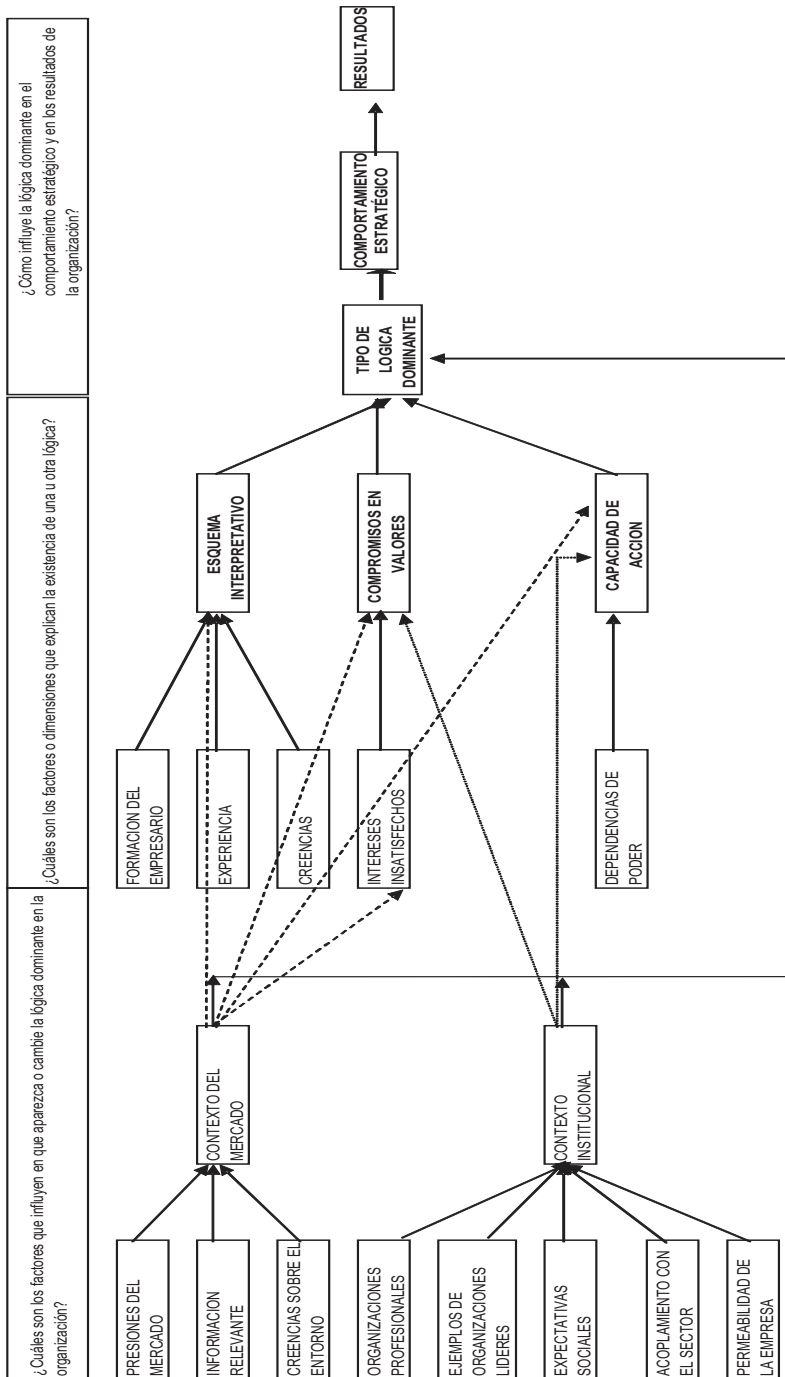 ¿Cuáles son los factores que influyen en que aparezca o cambie la lógica dominante en la
organización?
¿Cuáles son los factores o dimensiones que explican la existencia de una u otra lógica?
¿Cómo influye la lógica dominante en el
comportamiento estratégico y en los resultados de
la organización?
PRESIONES DEL
MERCADO
INFORMACION
RELEVANTE
CREENCIAS SOBRE EL
ENTORNO
ORGANIZACIONES
PROFESIONALES
EJEMPLOS DE
ORGANIZACIONES
LIDERES
EXPECTATIVAS
SOCIALES
ACOPLAMIENTO CON
EL SECTOR
PERMEABILIDAD DE
LA EMPRESA
CONTEXTO DEL
MERCADO
CONTEXTO
INSTITUCIONAL
FORMACION DEL
EMPRESARIO
EXPERIENCIA
CREENCIAS
INTERESES
INSATISFECHOS
DEPENDENCIAS DE
PODER
ESQUEMA
INTERPRETATIVO
COMPROMISOS EN
VALORES
CAPACIDAD DE
ACCION
TIPO DE
LOGICA
DOMINANTE
COMPORTAMIENTO
ESTRATÉGICO
RESULTADOS